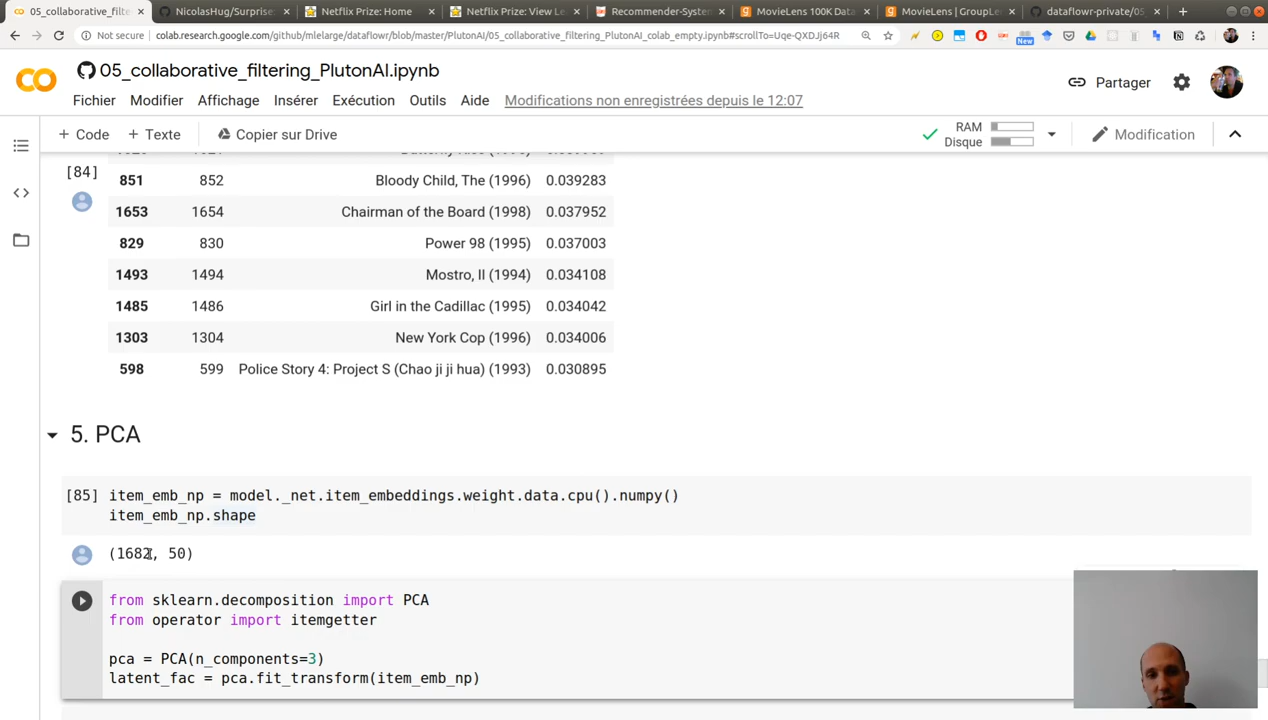 05_collaborative_filterin
NicolasHug/Surprise:
Netflix Prize: Home
Netflix Prize: View Le
Recommender-System
MovieLens 100K Data
MovieLens | GroupLe
dataflowr-private/05
Not secure
colab.research.google.com/github/mlelarge/dataflowr/blob/master/PlutonAI/05_collaborative_filtering_PlutonAI_colab_empty.ipynb#scrollTo=Uqe-QXDJj6MC
New
05_collaborative_filtering_PlutonAI.ipynb
Partager
Fichier Modifier Affichage Insérer Exécution Outils Aide Modifications non enregistrées depuis le 12:07
+ Code + Texte Copier sur Drive
RAM
Disque
Modification
[84]
851 852 Bloody Child, The (1996) 0.039283
1653 1654 Chairman of the Board (1998) 0.037952
829 830 Power 98 (1995) 0.037003
1493 1494 Mostro, Il (1994) 0.034108
1485 1486 Girl in the Cadillac (1995) 0.034042
1303 1304 New York Cop (1996) 0.034006
598 599 Police Story 4: Project S (Chao ji ji hua) (1993) 0.030895
5. PCA
[85] item_emb_np = model._net.item_embeddings.weight.data.cpu().numpy()
item_emb_np.shape
(1682, 50)
from sklearn.decomposition import PCA
from operator import itemgetter
pca = PCA(n_components=3)
latent_fac = pca.fit_transform(item_emb_np)